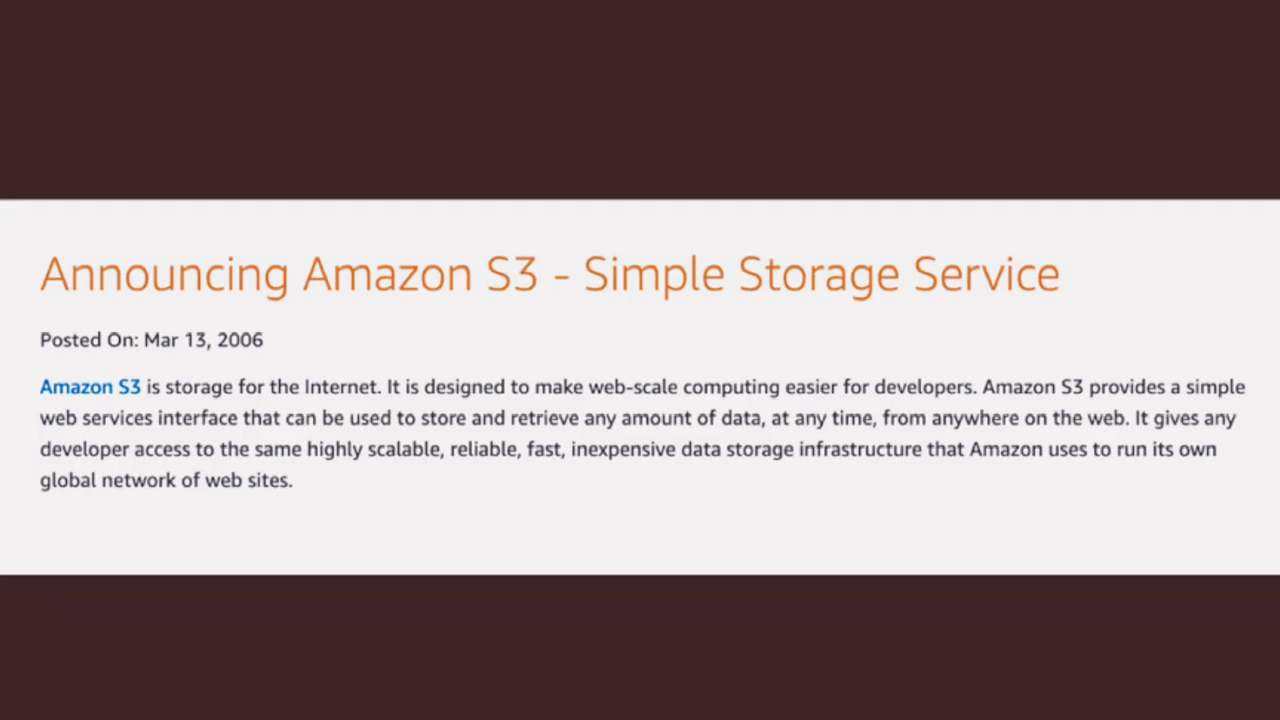 Announcing Amazon S3 - Simple Storage Service
Posted On: Mar 13, 2006
Amazon S3 is storage for the Internet. It is designed to make web-scale computing easier for developers. Amazon S3 provides a simple
web services interface that can be used to store and retrieve any amount of data, at any time, from anywhere on the web. It gives any
developer access to the same highly scalable, reliable, fast, inexpensive data storage infrastructure that Amazon uses to run its own
global network of web sites.